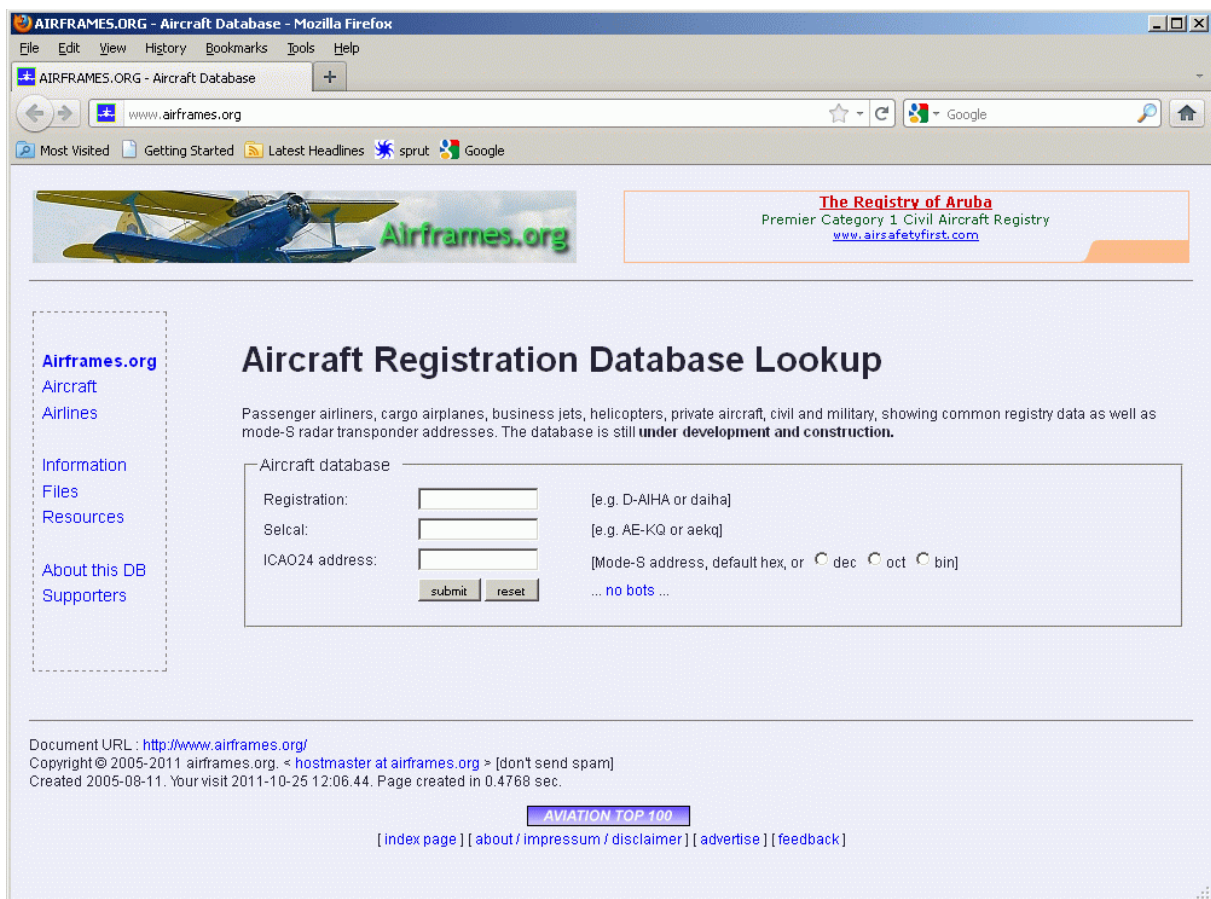 AIRFRAMES.ORG - Aircraft Database - Mozilla Firefox
File Edit View History Bookmarks Tools Help
AIRFRAMES.ORG - Aircraft Database
www.airframes.org
Google
Most Visited Getting Started Latest Headlines sprut Google
Airframes.org
The Registry of Aruba
Premier Category 1 Civil Aircraft Registry
www.airsafetyfirst.com
Airframes.org
Aircraft
Airlines
Information
Files
Resources
About this DB
Supporters
Aircraft Registration Database Lookup
Passenger airliners, cargo airplanes, business jets, helicopters, private aircraft, civil and military, showing common registry data as well as
mode-S radar transponder addresses. The database is still under development and construction.
Aircraft database
Registration: [e.g. D-AIHA or daiha]
Selcal: [e.g. AE-KQ or aekq]
ICAO24 address: [Mode-S address, default hex, or dec oct bin]
submit reset ... no bots ...
Document URL : http://www.airframes.org/
Copyright © 2005-2011 airframes.org. < hostmaster at airframes.org > [don't send spam]
Created 2005-08-11. Your visit 2011-10-25 12:06.44. Page created in 0.4768 sec.
AVIATION TOP 100
[ index page ] [ about / impressum / disclaimer ] [ advertise ] [ feedback ]